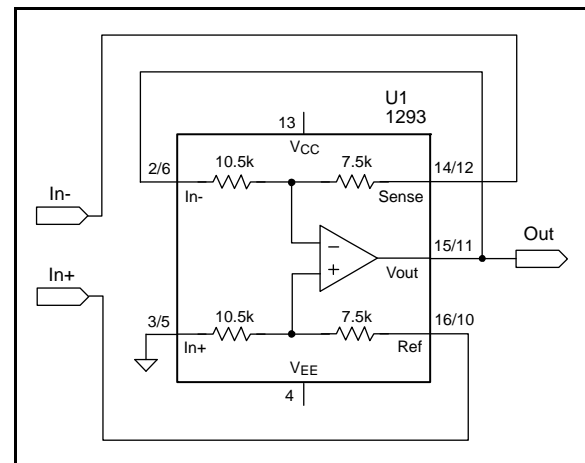 U1
1293
13
VCC
2/6
10.5k
7.5k
14/12
In-
In-
Sense
−
+
15/11
Out
Vout
In+
3/5
10.5k
7.5k
16/10
In+
Ref
VEE
4